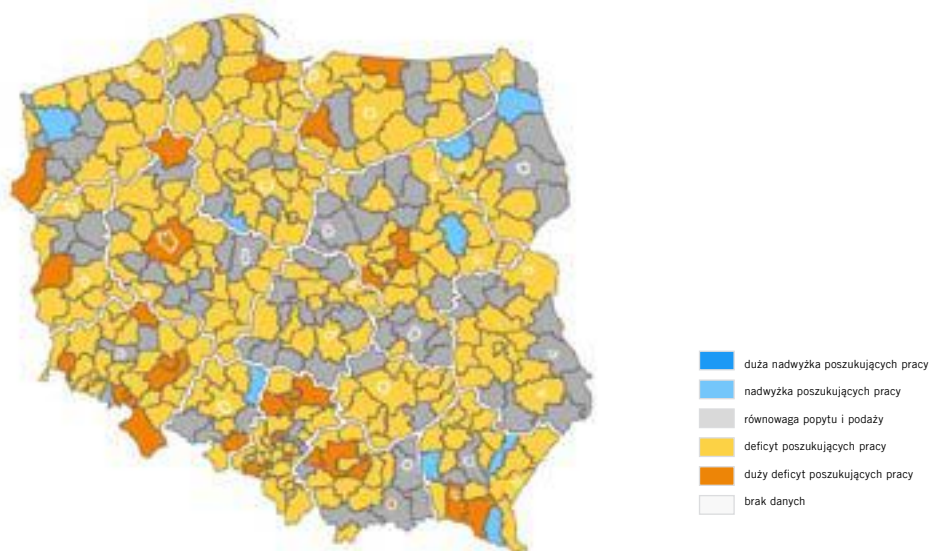 duża nadwyżka poszukujących pracy
nadwyżka poszukujących pracy
równowaga popytu i podaży
deficyt poszukujących pracy
duży deficyt poszukujących pracy
brak danych